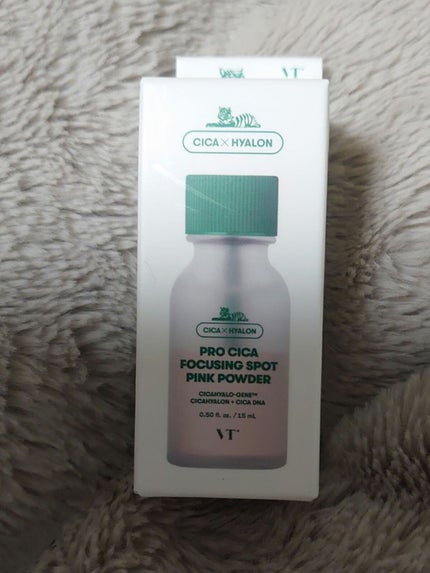 VT
CICA×HYALON
CICA×HYALON
PRO CICA
FOCUSING SPOT
PINK POWDER
CICAHYALO-GENE™
CICAHYALON + CICA DNA
0.50 fl. oz. / 15 mL
VT